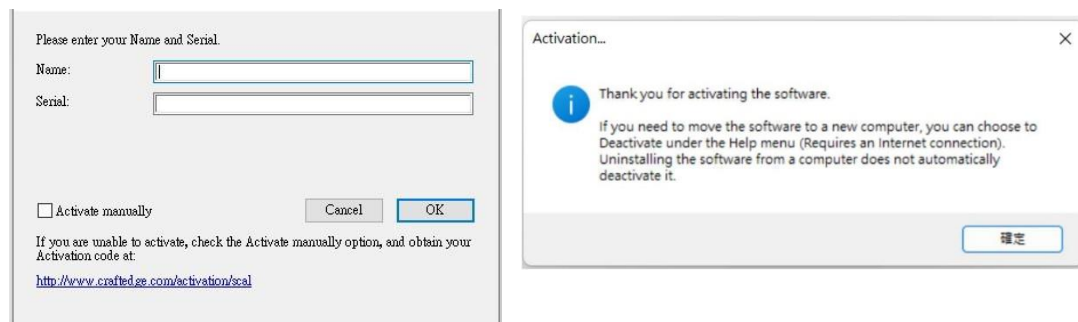 Please enter your Name and Serial.
Name:
Serial:
Activate manually
Cancel
OK
If you are unable to activate, check the Activate manually option, and obtain your
Activation code at:
http://www.craftedge.com/activation/scal
Activation...
Thank you for activating the software.
If you need to move the software to a new computer, you can choose to
Deactivate under the Help menu (Requires an Internet connection).
Uninstalling the software from a computer does not automatically
deactivate it.
確定